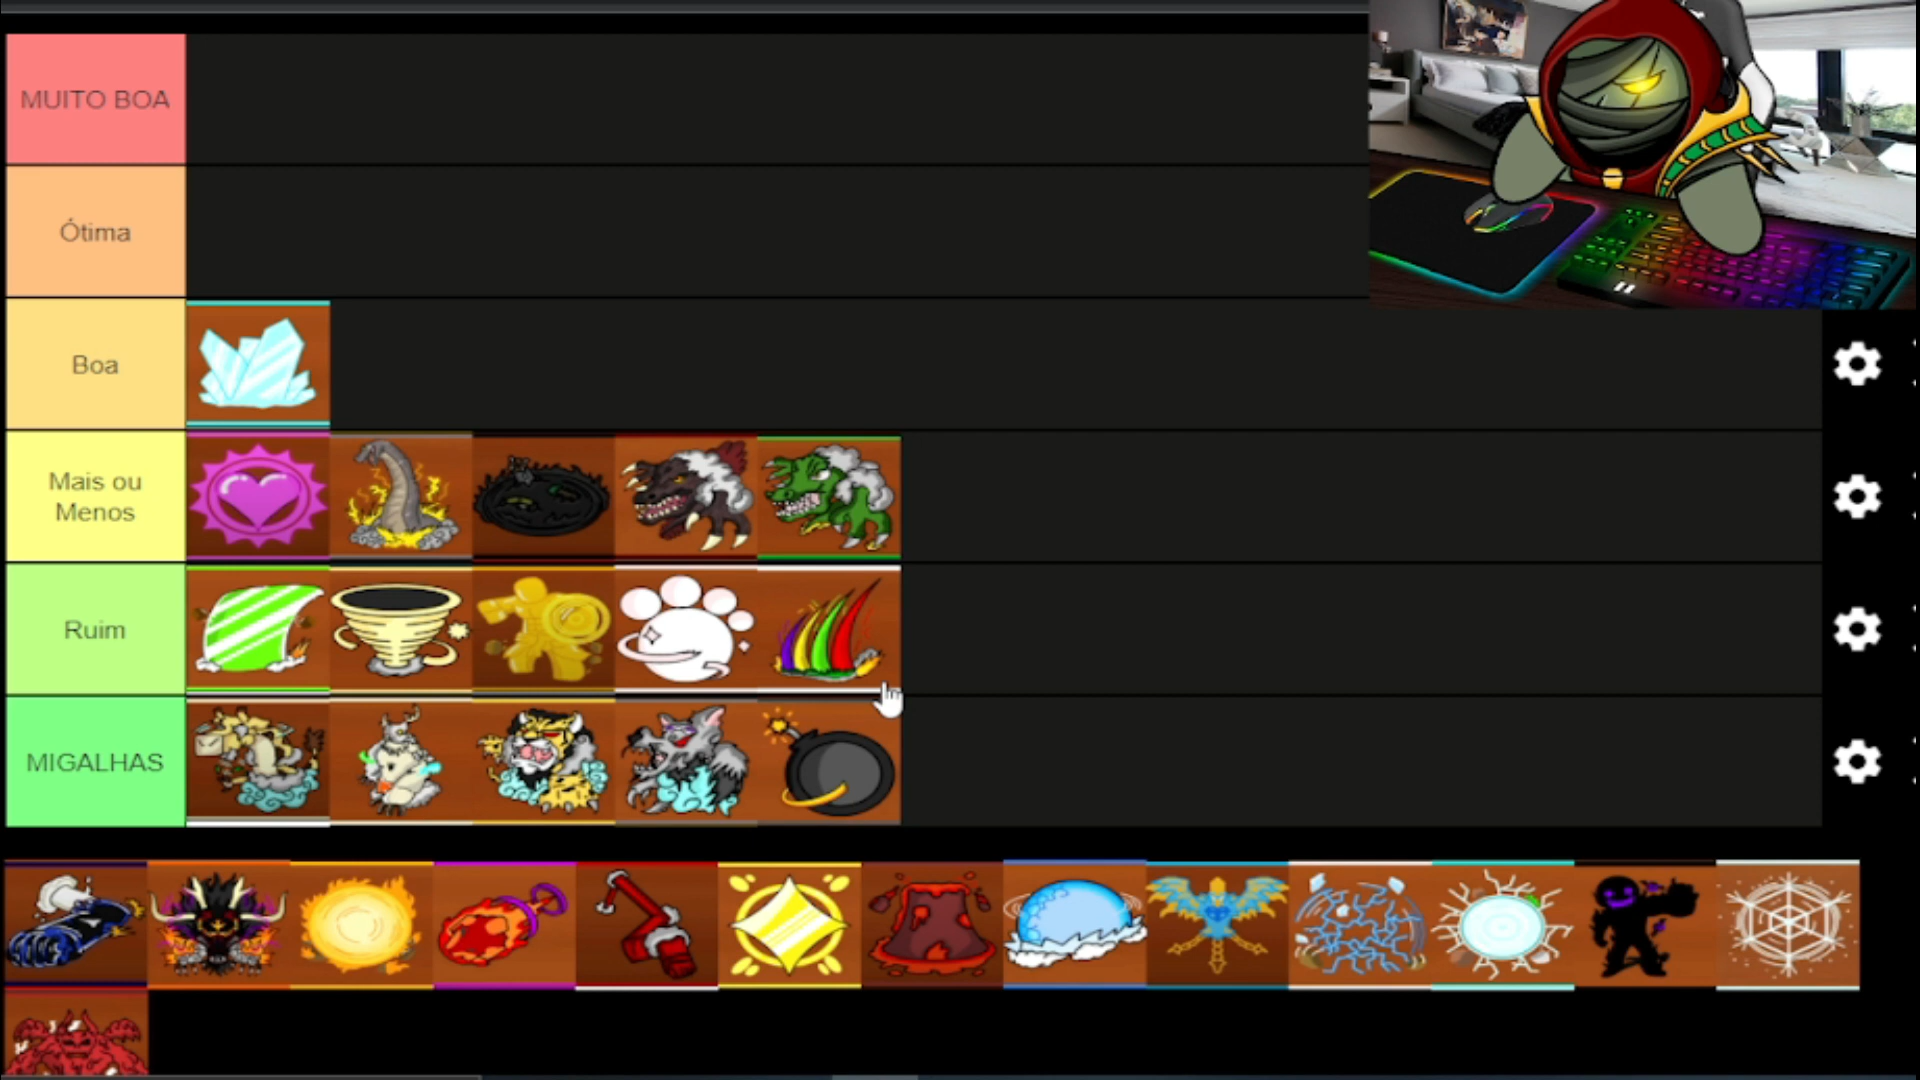 MUITO BOA
Ótima
Boa
Mais ou
Menos
Ruim
MIGALHAS